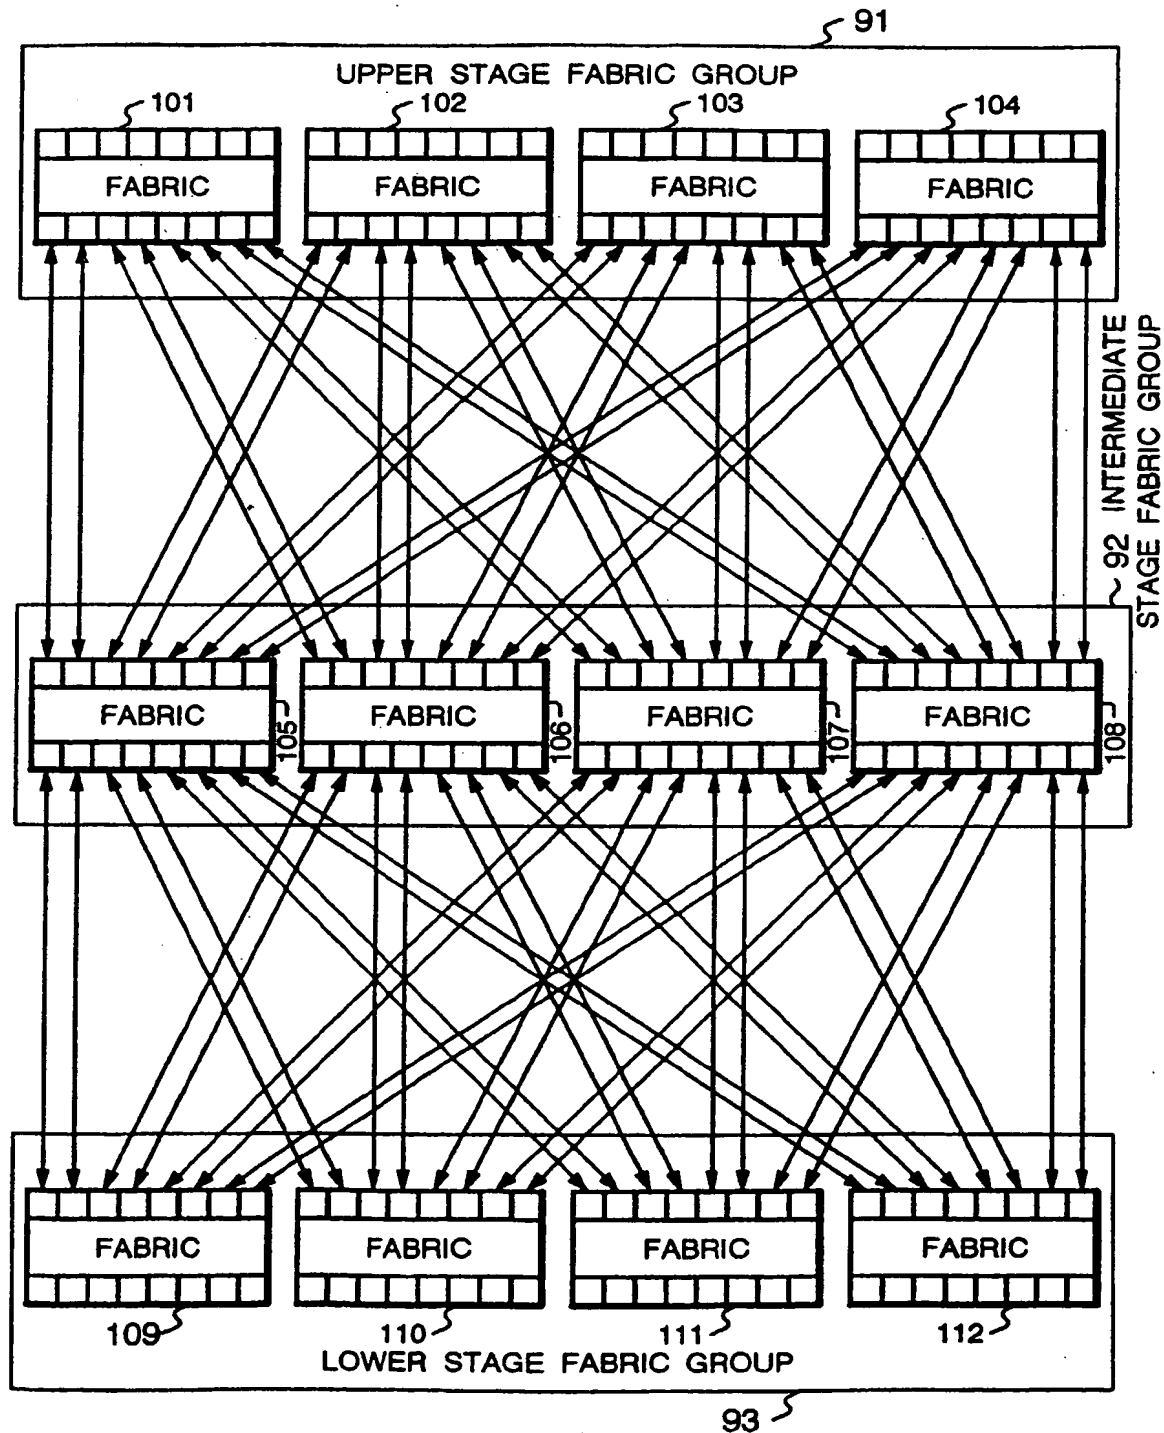 91
UPPER STAGE FABRIC GROUP
101
102
103
104
FABRIC
FABRIC
FABRIC
FABRIC
92 INTERMEDIATE
STAGE FABRIC GROUP
FABRIC
105
FABRIC
106
FABRIC
107
FABRIC
108
FABRIC
FABRIC
FABRIC
FABRIC
109
110
111
112
LOWER STAGE FABRIC GROUP
93